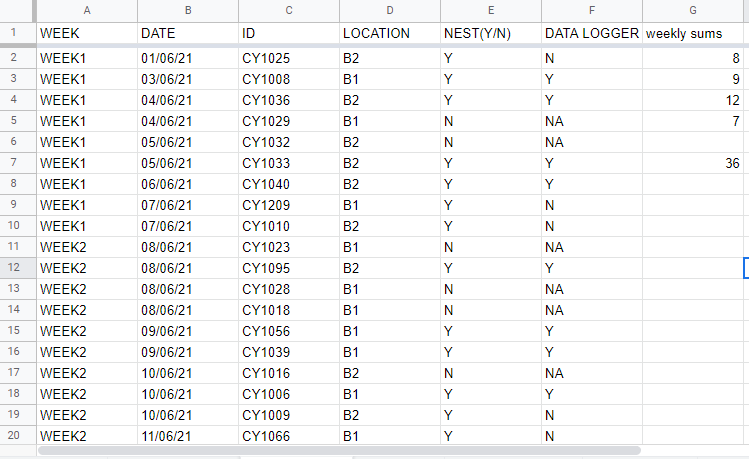 A B C D E F G
1 WEEK DATE ID LOCATION NEST(Y/N) DATA LOGGER weekly sums
2 WEEK1 01/06/21 CY1025 B2 Y N 8
3 WEEK1 03/06/21 CY1008 B1 Y Y 9
4 WEEK1 04/06/21 CY1036 B2 Y Y 12
5 WEEK1 04/06/21 CY1029 B1 N NA 7
6 WEEK1 05/06/21 CY1032 B2 N NA
7 WEEK1 05/06/21 CY1033 B2 Y Y 36
8 WEEK1 06/06/21 CY1040 B2 Y Y
9 WEEK1 07/06/21 CY1209 B1 Y N
10 WEEK1 07/06/21 CY1010 B2 Y N
11 WEEK2 08/06/21 CY1023 B1 N NA
12 WEEK2 08/06/21 CY1095 B2 Y Y
13 WEEK2 08/06/21 CY1028 B1 N NA
14 WEEK2 08/06/21 CY1018 B1 N NA
15 WEEK2 09/06/21 CY1056 B1 Y Y
16 WEEK2 09/06/21 CY1039 B1 Y Y
17 WEEK2 10/06/21 CY1016 B2 N NA
18 WEEK2 10/06/21 CY1006 B1 Y Y
19 WEEK2 10/06/21 CY1009 B2 Y N
20 WEEK2 11/06/21 CY1066 B1 Y N